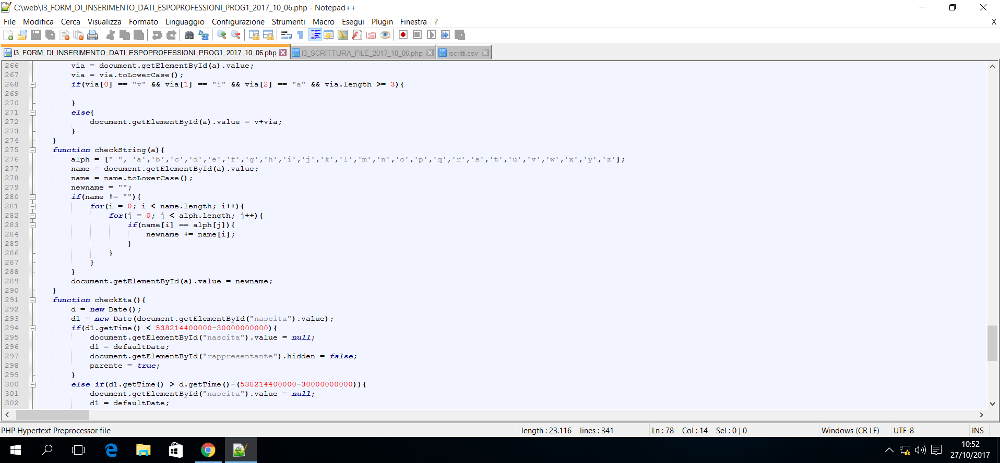 C:\web\I3_FORM_DI_INSERIMENTO_DATI_ESPOPROFESSIONI_PROG1_2017_10_06.php - Notepad++
File Modifica Cerca Visualizza Formato Linguaggio Configurazione Strumenti Macro Esegui Plugin Finestra ? X
I3_FORM_DI_INSERIMENTO_DATI_ESPOPROFESSIONI_PROG1_2017_10_06.php I3_SCRITTURA_FILE_2017_10_06.php iscritti.csv
266 via = document.getElementById(a).value;
267 via = via.toLowerCase();
268 if(via[0] == "v" && via[1] == "i" && via[2] == "a" && via.length >= 3){
269
270 }
271 else{
272 document.getElementById(a).value = v+via;
273 }
274 }
275 function checkString(a){
276 alph = [" ", 'a','b','c','d','e','f','g','h','i','j','k','l','m','n','o','p','q','r','s','t','u','v','w','x','y','z'];
277 name = document.getElementById(a).value;
278 name = name.toLowerCase();
279 newname = "";
280 if(name != ""){
281 for(i = 0; i < name.length; i++){
282 for(j = 0; j < alph.length; j++){
283 if(name[i] == alph[j]){
284 newname += name[i];
285 }
286 }
287 }
288 }
289 document.getElementById(a).value = newname;
290 }
291 function checkEta(){
292 d = new Date();
293 d1 = new Date(document.getElementById("nascita").value);
294 if(d1.getTime() < 538214400000-30000000000){
295 document.getElementById("nascita").value = null;
296 d1 = defaultDate;
297 document.getElementById("rappresentante").hidden = false;
298 parente = true;
299 }
300 else if(d1.getTime() > d.getTime()-(538214400000-30000000000)){
301 document.getElementById("nascita").value = null;
302 d1 = defaultDate;
PHP Hypertext Preprocessor file length : 23.116 lines : 341 Ln : 78 Col : 14 Sel : 0 | 0 Windows (CR LF) UTF-8 INS
10:52
27/10/2017